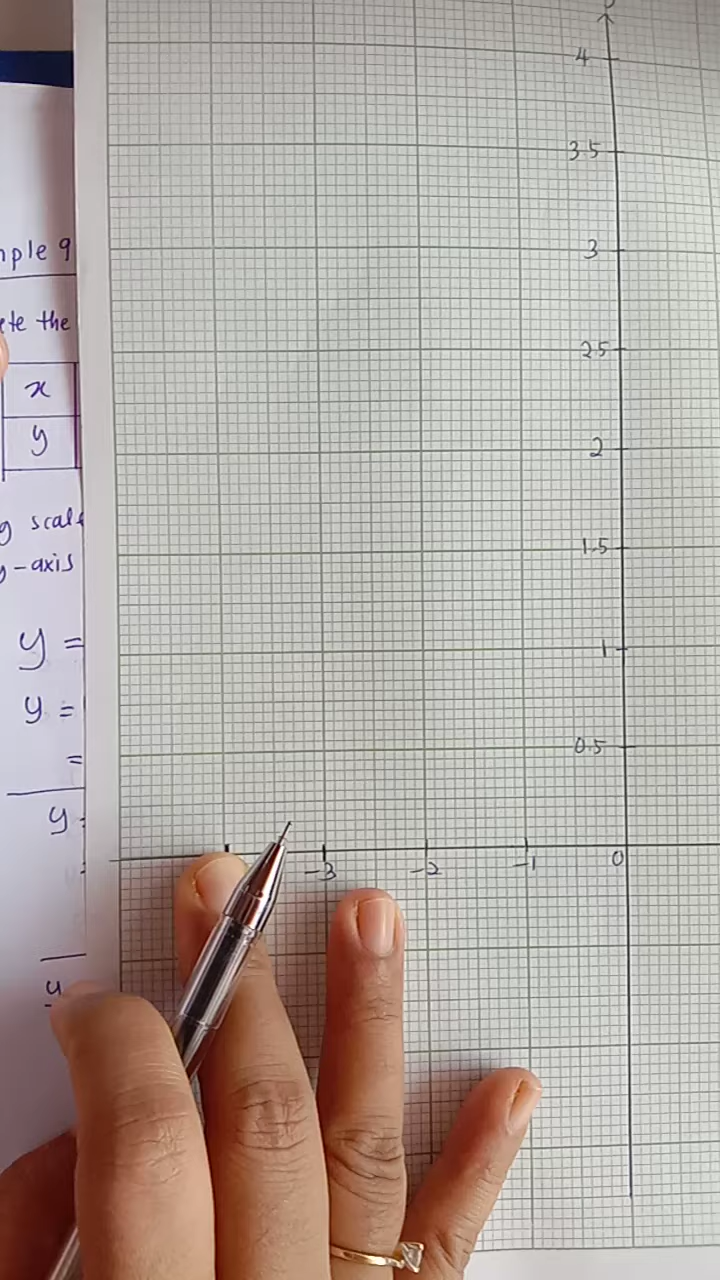 4
3.5
3
2.5
2
1.5
1
0.5
-3 -2 -1 0
ple 9
te the
x
y
g scale
y-axis
y =
y =
=
y
y